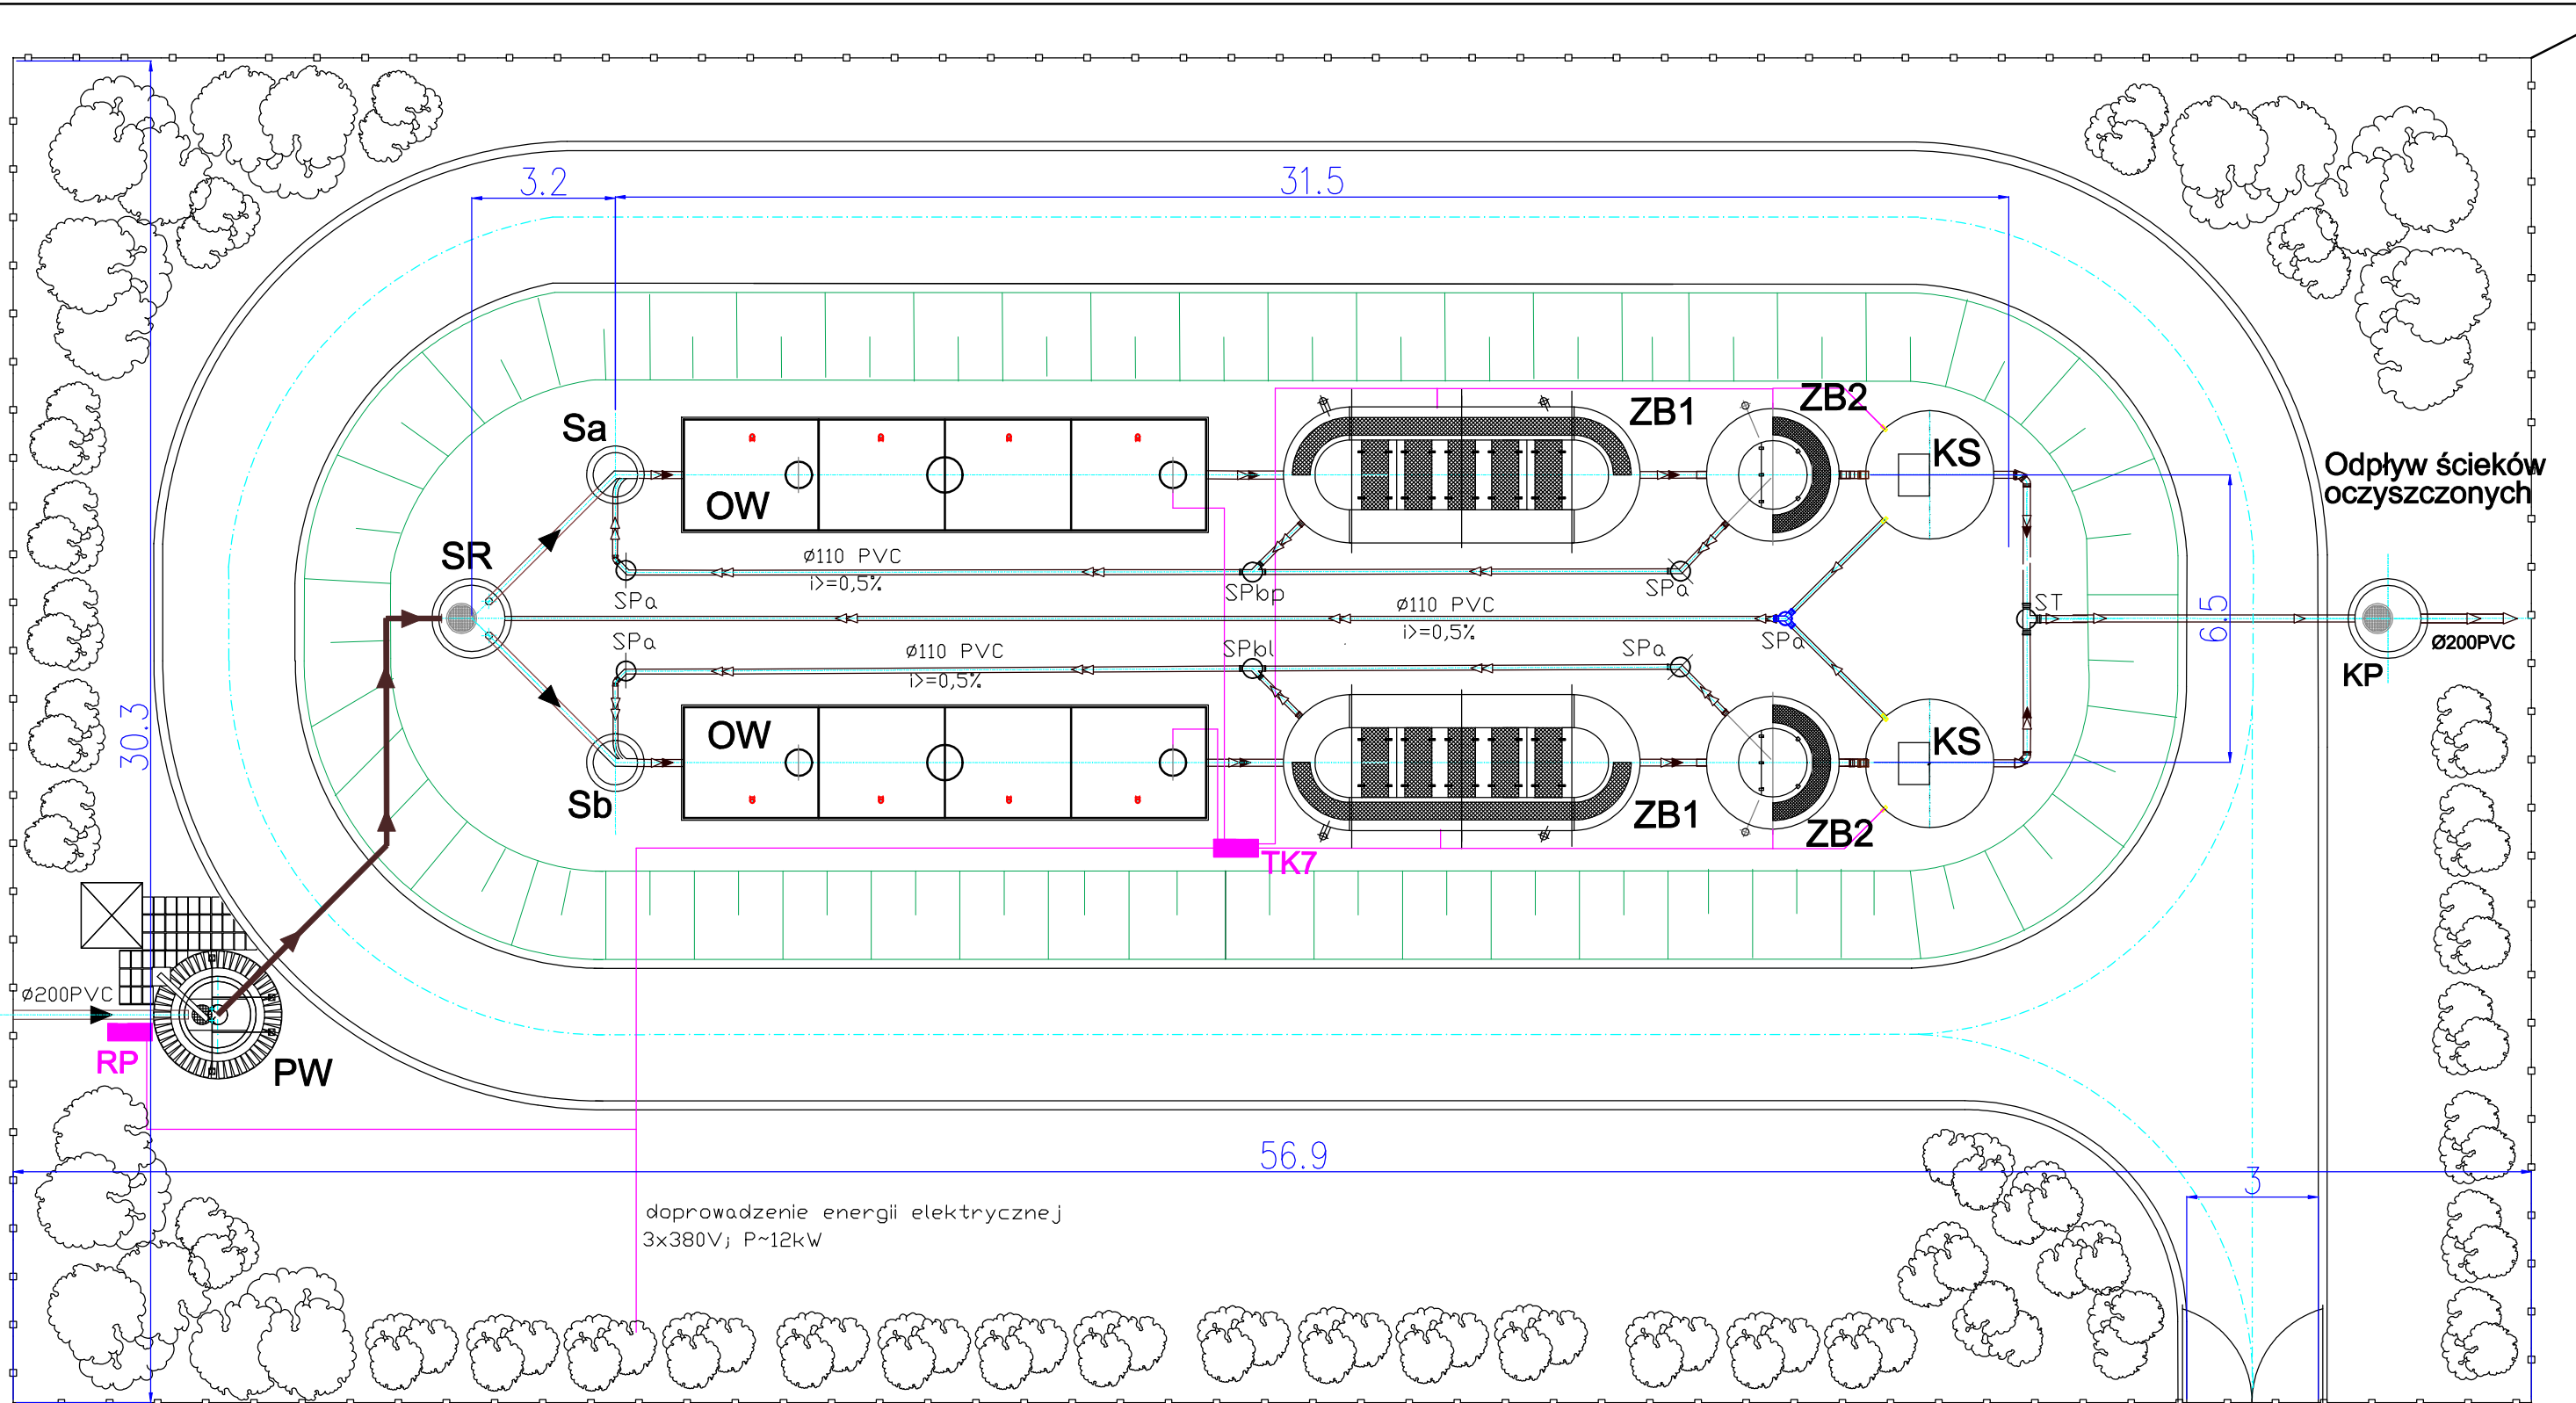 3.2
31.5
ZB1
ZB2
Sa
KS
Odpływ ścieków
oczyszczonych
OW
SR
ø110 PVC
i>=0,5%
SPa
SPbp
SPa
ø110 PVC
i>=0,5%
ST
6.5
SPa
ø110 PVC
i>=0,5%
SPbl
SPa
SPa
Ø200PVC
KP
30.3
OW
KS
Sb
ZB1
ZB2
TK7
ø200PVC
RP
PW
56.9
3
doprowadzenie energii elektrycznej
3x380V; P~12kW